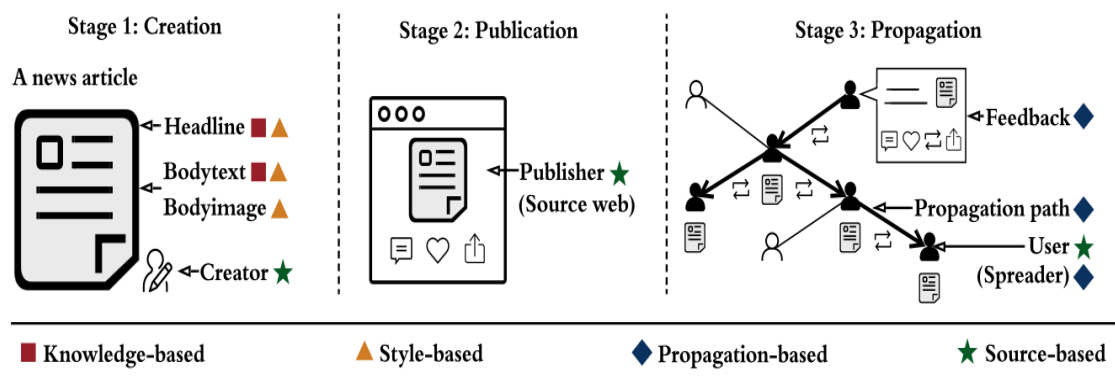 Stage 1: Creation
A news article
Headline
Bodytext
Bodyimage
Creator
Stage 2: Publication
Publisher
(Source web)
Stage 3: Propagation
Feedback
Propagation path
User
(Spreader)
Knowledge-based
Style-based
Propagation-based
Source-based